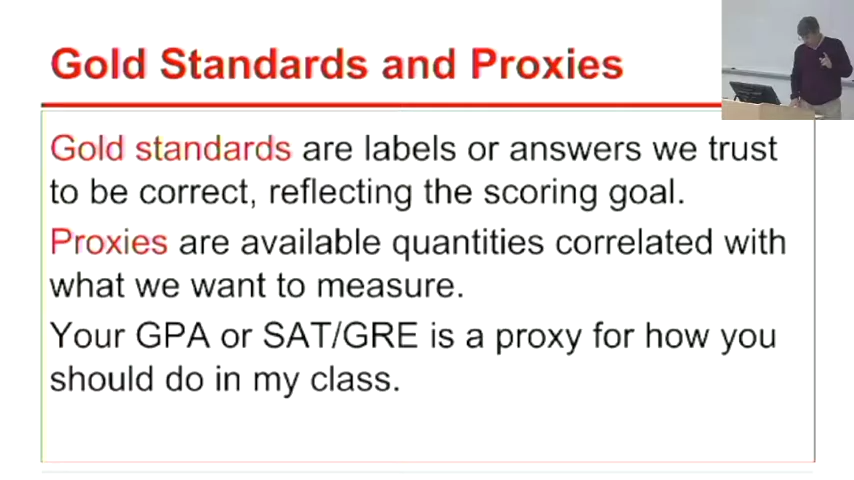 Gold Standards and Proxies
Gold standards are labels or answers we trust
to be correct, reflecting the scoring goal.
Proxies are available quantities correlated with
what we want to measure.
Your GPA or SAT/GRE is a proxy for how you
should do in my class.